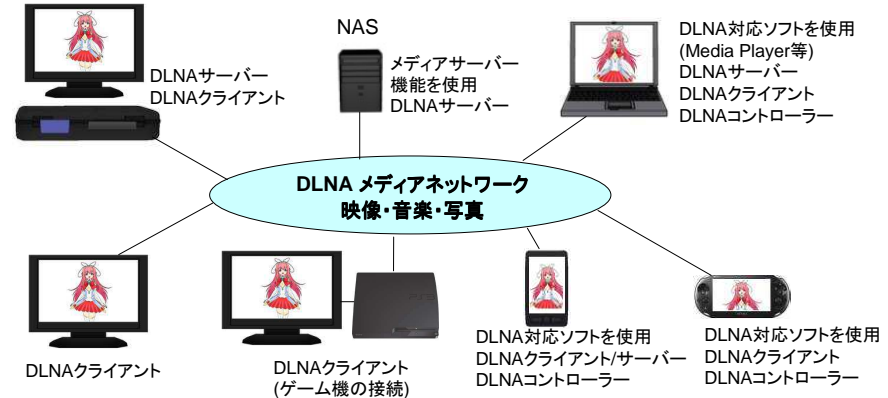 DLNAサーバー
DLNAクライアント
NAS
メディアサーバー
機能を使用
DLNAサーバー
DLNA対応ソフトを使用
(Media Player等)
DLNAサーバー
DLNAクライアント
DLNAコントローラー
DLNA メディアネットワーク
映像・音楽・写真
DLNAクライアント
PS3
DLNAクライアント
(ゲーム機の接続)
DLNA対応ソフトを使用
DLNAクライアント/サーバー
DLNAコントローラー
DLNA対応ソフトを使用
DLNAクライアント
DLNAコントローラー